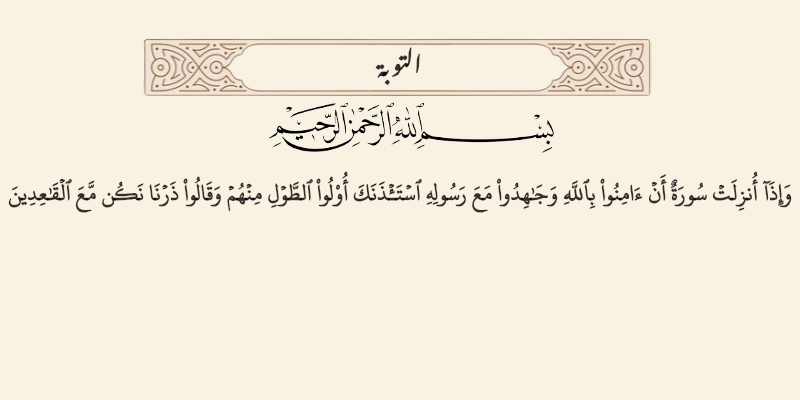 التوبة
بِسْمِ ٱللَّهِ ٱلرَّحْمَٰنِ ٱلرَّحِيمِ
وَإِذَآ أُنزِلَتْ سُورَةٌ أَنْ ءَامِنُوا۟ بِٱللَّهِ وَجَـٰهِدُوا۟ مَعَ رَسُولِهِ ٱسْتَـْٔذَنَكَ أُو۟لُوا۟ ٱلطَّوْلِ مِنْهُمْ وَقَالُوا۟ ذَرْنَا نَكُن مَّعَ ٱلْقَـٰعِدِينَ